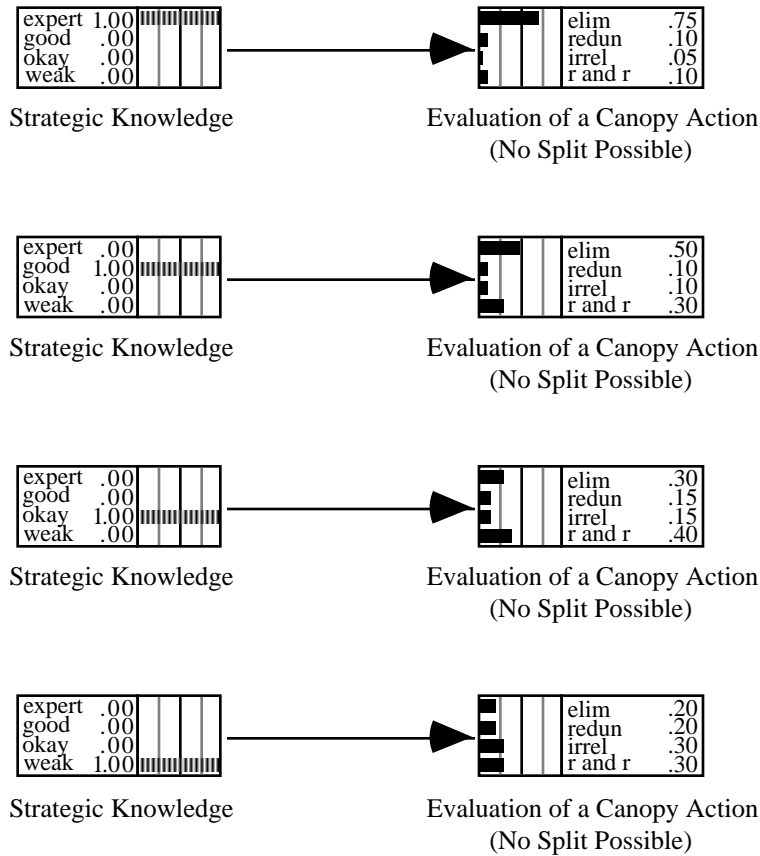 expert 1.00
good .00
okay .00
weak .00
Strategic Knowledge
elim .75
redun .10
irrel .05
r and r .10
Evaluation of a Canopy Action
(No Split Possible)
expert .00
good 1.00
okay .00
weak .00
Strategic Knowledge
elim .50
redun .10
irrel .10
r and r .30
Evaluation of a Canopy Action
(No Split Possible)
expert .00
good .00
okay 1.00
weak .00
Strategic Knowledge
elim .30
redun .15
irrel .15
r and r .40
Evaluation of a Canopy Action
(No Split Possible)
expert .00
good .00
okay .00
weak 1.00
Strategic Knowledge
elim .20
redun .20
irrel .30
r and r .30
Evaluation of a Canopy Action
(No Split Possible)